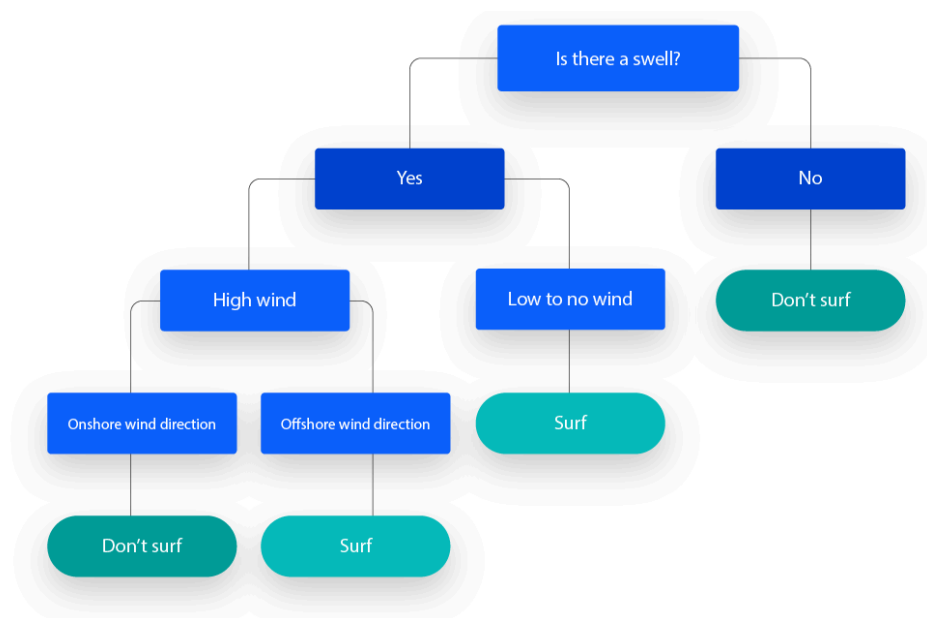 Is there a swell?
Yes
No
High wind
Low to no wind
Don’t surf
Onshore wind direction
Offshore wind direction
Surf
Don’t surf
Surf